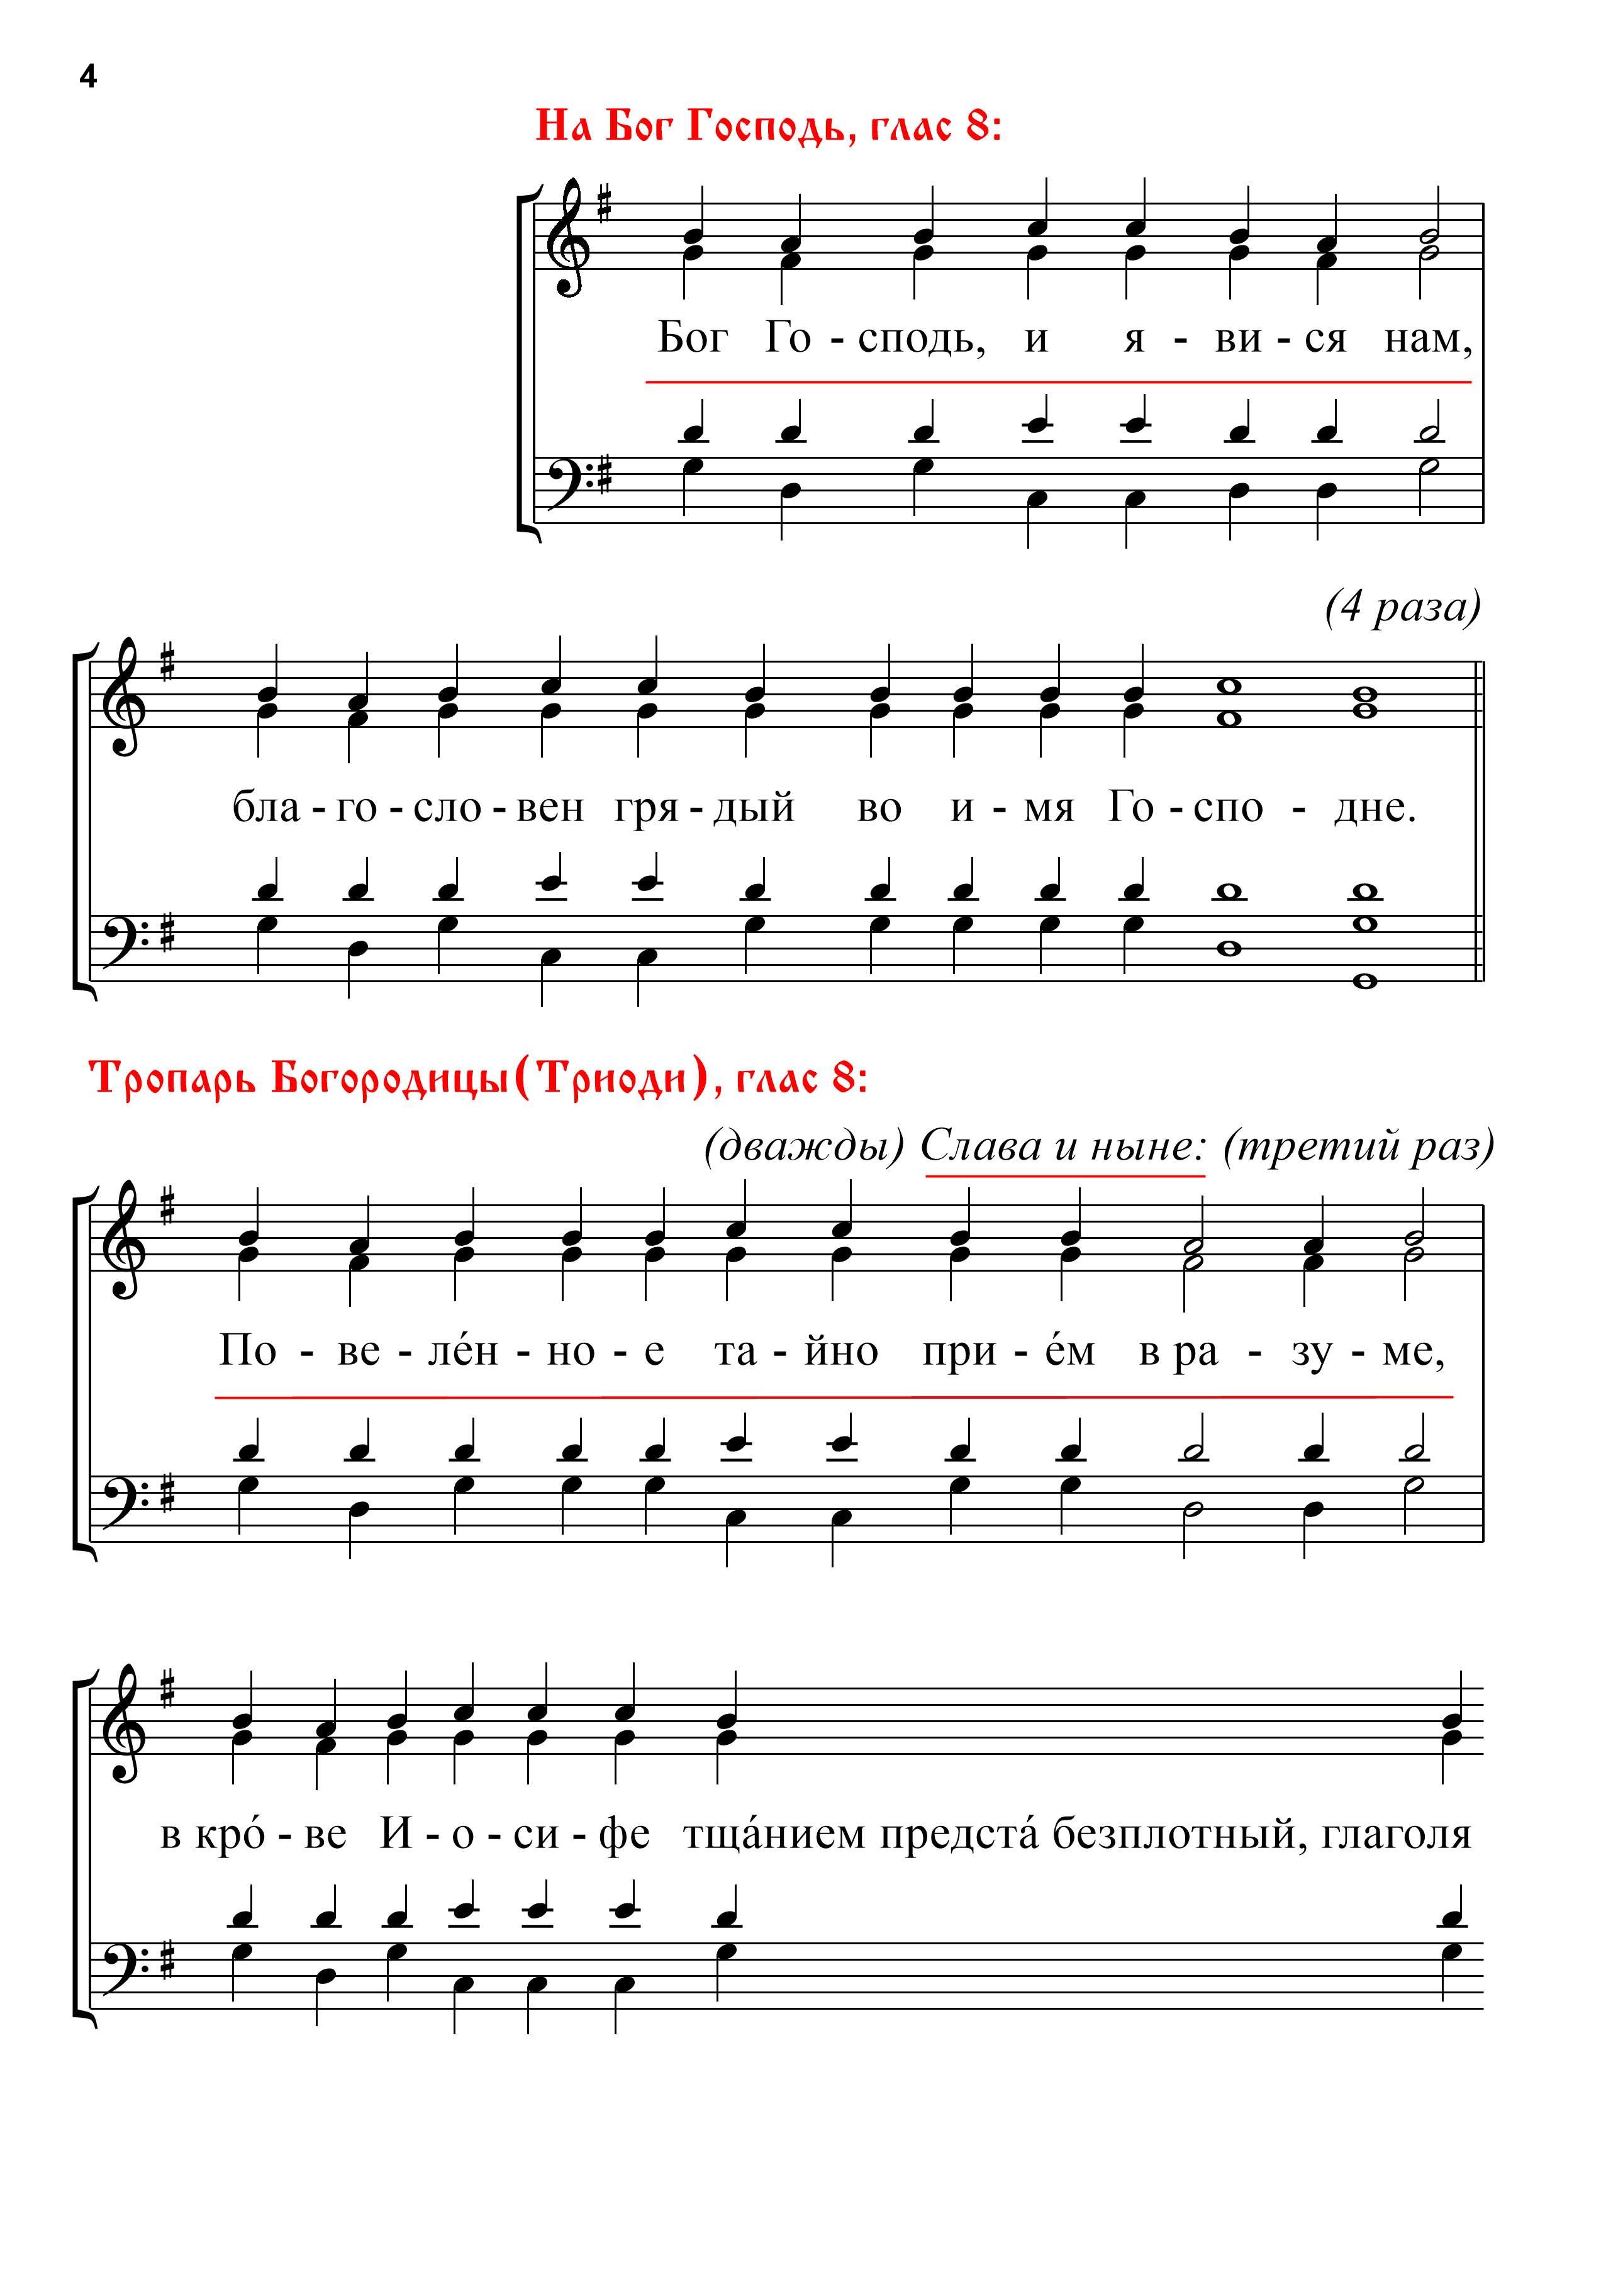 4
На Бог Господь, глас 8:
Бог Го - сподь, и я - ви - ся нам,
(4 раза)
бла - го - сло - вен гря - дый во и - мя Го - спо - дне.
Тропарь Богородицы(Триоди), глас 8:
(дважды) Слава и ныне: (третий раз)
По - ве - ле́н - но - е та - йно при - е́м в ра - зу - ме,
в кро́ - ве И - о - си - фе тща́нием предста́ безплотный, глаголя